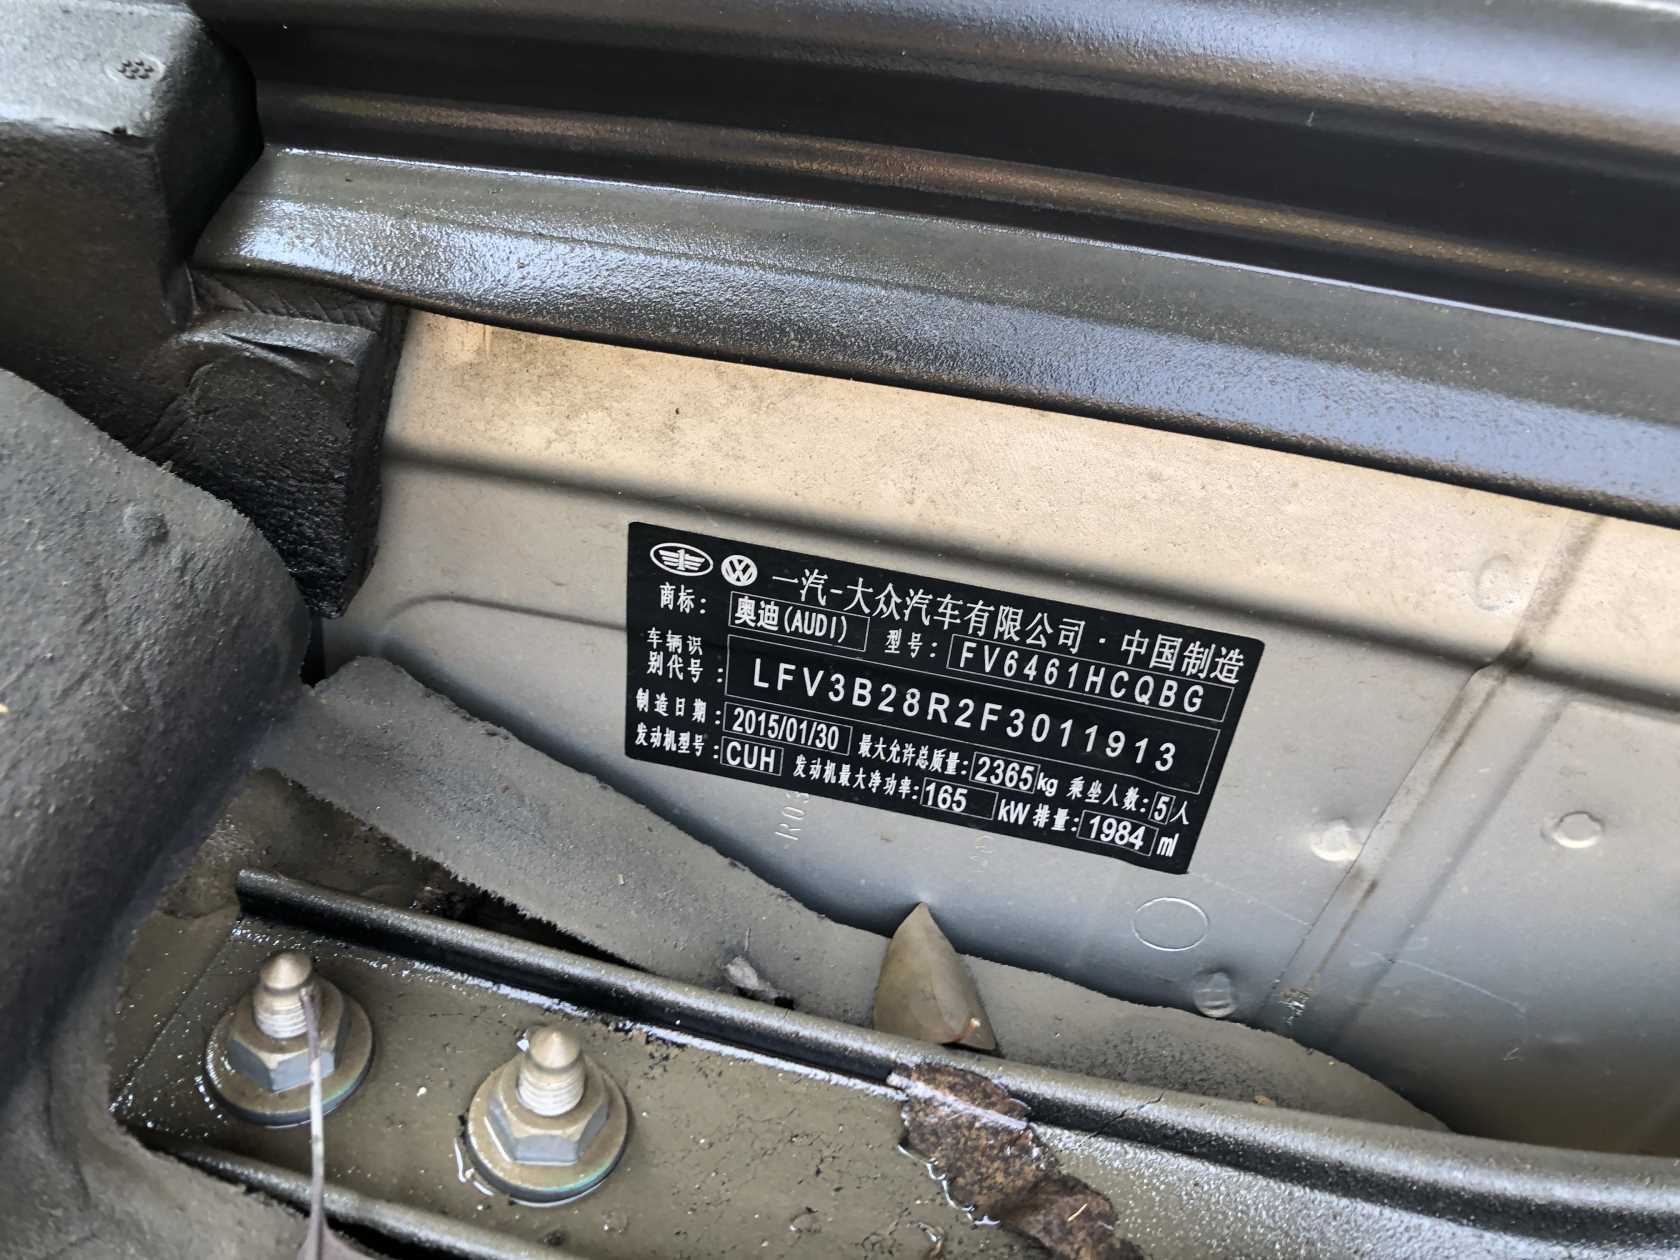 一汽-大众汽车有限公司·中国制造
商标：奥迪(AUDI) 型号：FV6461HCQBG
车辆识别代号：LFV3B28R2F3011913
制造日期：2015/01/30 最大允许总质量：2365kg 乘坐人数：5人
发动机型号：CUH 发动机最大净功率：165 kW 排量：1984 ml
R03